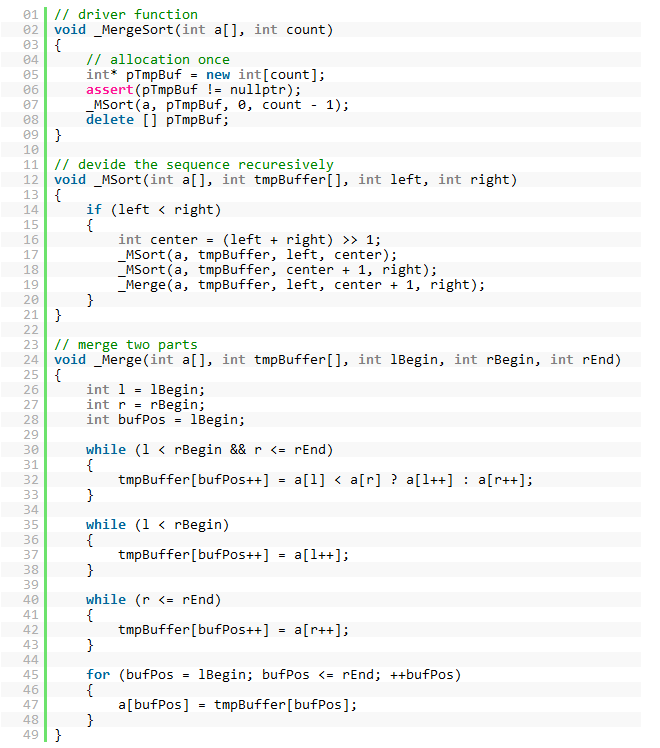 01 // driver function
02 void _MergeSort(int a[], int count)
03 {
04     // allocation once
05     int* pTmpBuf = new int[count];
06     assert(pTmpBuf != nullptr);
07     _MSort(a, pTmpBuf, 0, count - 1);
08     delete [] pTmpBuf;
09 }
10
11 // devide the sequence recuresively
12 void _MSort(int a[], int tmpBuffer[], int left, int right)
13 {
14     if (left < right)
15     {
16         int center = (left + right) >> 1;
17         _MSort(a, tmpBuffer, left, center);
18         _MSort(a, tmpBuffer, center + 1, right);
19         _Merge(a, tmpBuffer, left, center + 1, right);
20     }
21 }
22
23 // merge two parts
24 void _Merge(int a[], int tmpBuffer[], int lBegin, int rBegin, int rEnd)
25 {
26     int l = lBegin;
27     int r = rBegin;
28     int bufPos = lBegin;
29
30     while (l < rBegin && r <= rEnd)
31     {
32         tmpBuffer[bufPos++] = a[l] < a[r] ? a[l++] : a[r++];
33     }
34
35     while (l < rBegin)
36     {
37         tmpBuffer[bufPos++] = a[l++];
38     }
39
40     while (r <= rEnd)
41     {
42         tmpBuffer[bufPos++] = a[r++];
43     }
44
45     for (bufPos = lBegin; bufPos <= rEnd; ++bufPos)
46     {
47         a[bufPos] = tmpBuffer[bufPos];
48     }
49 }